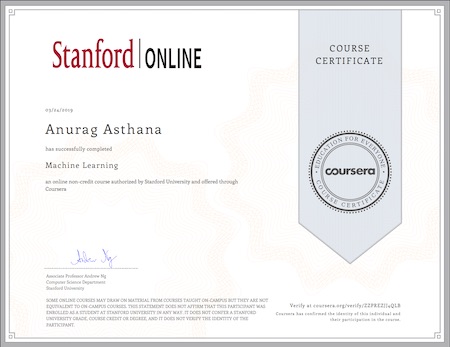 Stanford | ONLINE
COURSE
CERTIFICATE
03/24/2019
Anurag Asthana
has successfully completed
Machine Learning
an online non-credit course authorized by Stanford University and offered through
Coursera
EDUCATION FOR EVERYONE
coursera
COURSE CERTIFICATE
Associate Professor Andrew Ng
Computer Science Department
Stanford University
SOME ONLINE COURSES MAY DRAW ON MATERIAL FROM COURSES TAUGHT ON-CAMPUS BUT THEY ARE NOT
EQUIVALENT TO ON-CAMPUS COURSES. THIS STATEMENT DOES NOT AFFIRM THAT THIS PARTICIPANT WAS
ENROLLED AS A STUDENT AT STANFORD UNIVERSITY IN ANY WAY. IT DOES NOT CONFER A STANFORD
UNIVERSITY GRADE, COURSE CREDIT OR DEGREE, AND IT DOES NOT VERIFY THE IDENTITY OF THE
PARTICIPANT.
Verify at coursera.org/verify/
Coursera has confirmed the identity of this individual and
their participation in the course.